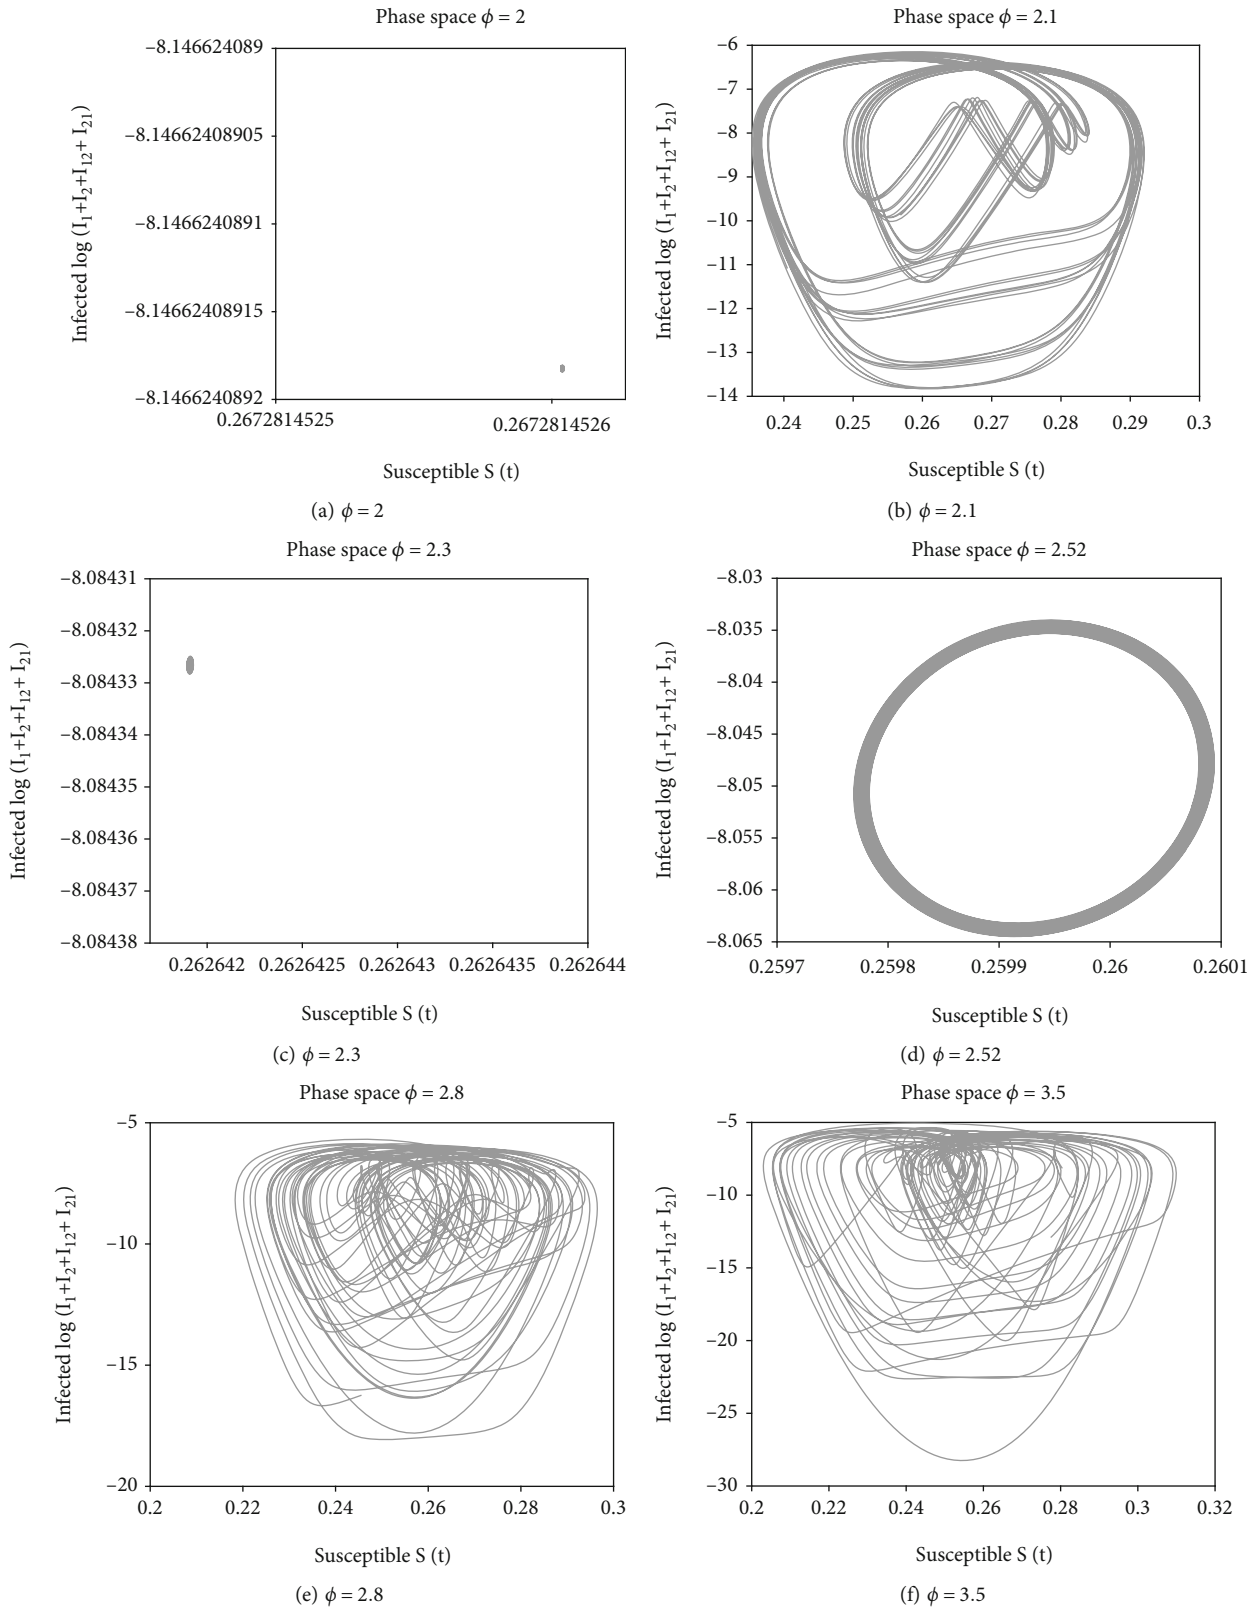 Phase space ϕ = 2
Infected log (I1+I2+I12+ I21)
−8.146624089
−8.14662408905
−8.1466240891
−8.14662408915
−8.1466240892
0.2672814525 0.2672814526
Susceptible S (t)
(a) ϕ = 2
Phase space ϕ = 2.1
Infected log (I1+I2+I12+ I21)
−6
−7
−8
−9
−10
−11
−12
−13
−14
0.24 0.25 0.26 0.27 0.28 0.29 0.3
Susceptible S (t)
(b) ϕ = 2.1
Phase space ϕ = 2.3
Infected log (I1+I2+I12+ I21)
−8.08431
−8.08432
−8.08433
−8.08434
−8.08435
−8.08436
−8.08437
−8.08438
0.262642 0.2626425 0.262643 0.2626435 0.262644
Susceptible S (t)
(c) ϕ = 2.3
Phase space ϕ = 2.52
Infected log (I1+I2+I12+ I21)
−8.03
−8.035
−8.04
−8.045
−8.05
−8.055
−8.06
−8.065
0.2597 0.2598 0.2599 0.26 0.2601
Susceptible S (t)
(d) ϕ = 2.52
Phase space ϕ = 2.8
Infected log (I1+I2+I12+ I21)
−5
−10
−15
−20
0.2 0.22 0.24 0.26 0.28 0.3
Susceptible S (t)
(e) ϕ = 2.8
Phase space ϕ = 3.5
Infected log (I1+I2+I12+ I21)
−5
−10
−15
−20
−25
−30
0.2 0.22 0.24 0.26 0.28 0.3 0.32
Susceptible S (t)
(f) ϕ = 3.5